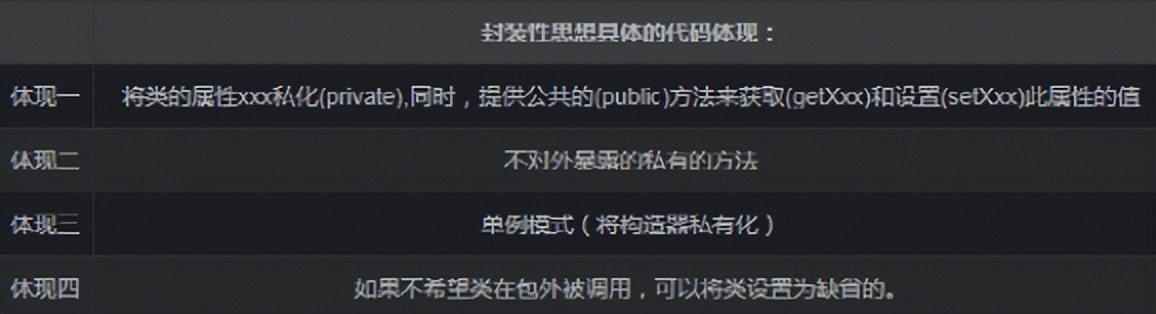 封装性思想具体的代码体现：
体现一 将类的属性xxx私化(private),同时，提供公共的(public)方法来获取(getXxx)和设置(setXxx)此属性的值
体现二 不对外暴露的私有的方法
体现三 单例模式（将构造器私有化）
体现四 如果不希望类在包外被调用，可以将类设置为缺省的。